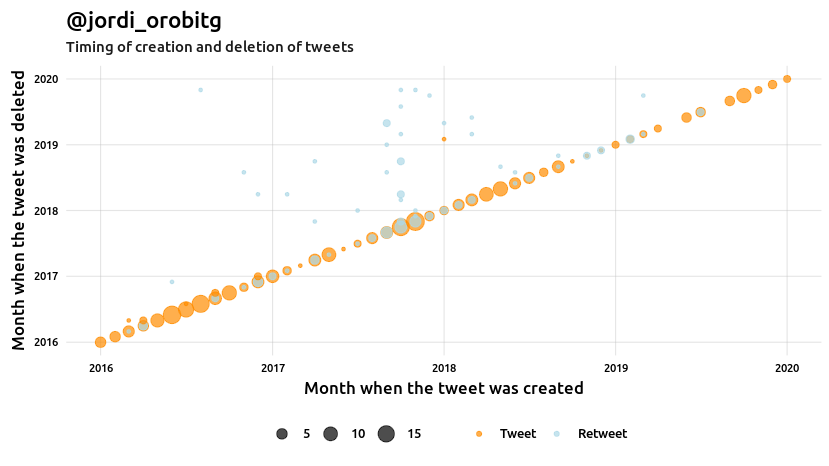 @jordi_orobitg
Timing of creation and deletion of tweets
Month when the tweet was deleted
2020
2019
2018
2017
2016
2016 2017 2018 2019 2020
Month when the tweet was created
5 10 15 Tweet Retweet